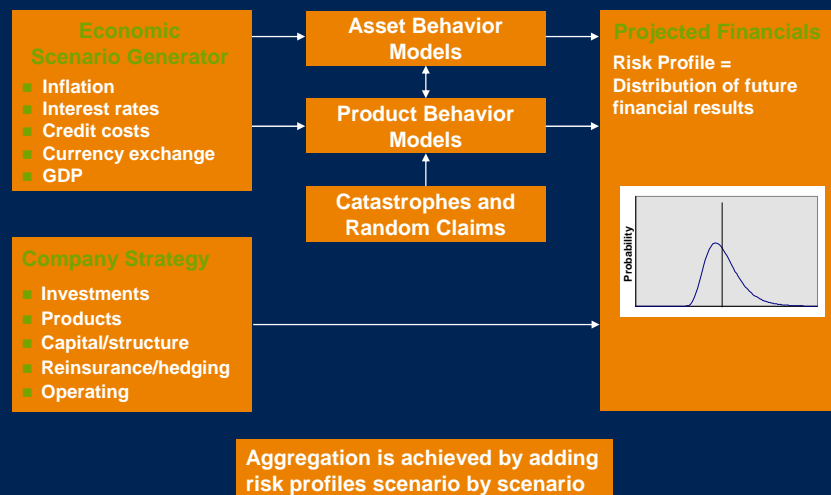 Economic
Scenario Generator
Inflation
Interest rates
Credit costs
Currency exchange
GDP
Asset Behavior
Models
Product Behavior
Models
Catastrophes and
Random Claims
Projected Financials
Risk Profile =
Distribution of future
financial results
Probability
Company Strategy
Investments
Products
Capital/structure
Reinsurance/hedging
Operating
Aggregation is achieved by adding
risk profiles scenario by scenario